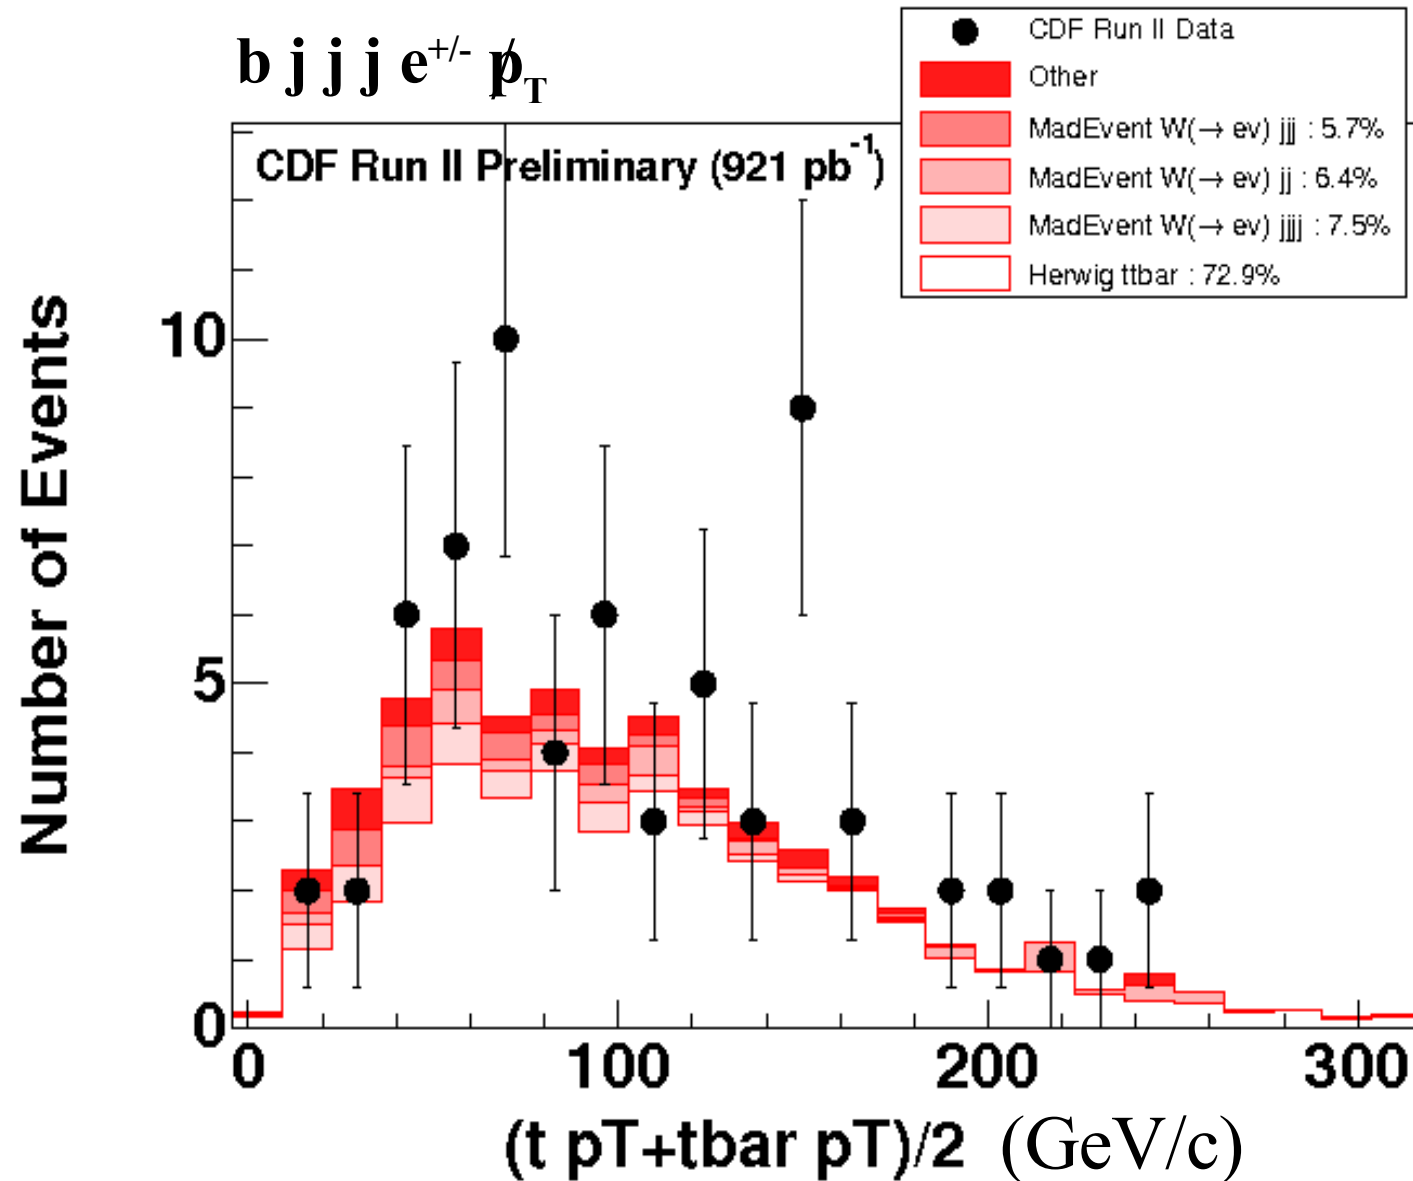 b j j j e+/- p̸T
CDF Run II Data
Other
MadEvent W(→ eν) jjj : 5.7%
MadEvent W(→ eν) jj : 6.4%
MadEvent W(→ eν) jjjj : 7.5%
Herwig ttbar : 72.9%
CDF Run II Preliminary (921 pb-1)
Number of Events
10
5
0
0 100 200 300
(t pT+tbar pT)/2 (GeV/c)